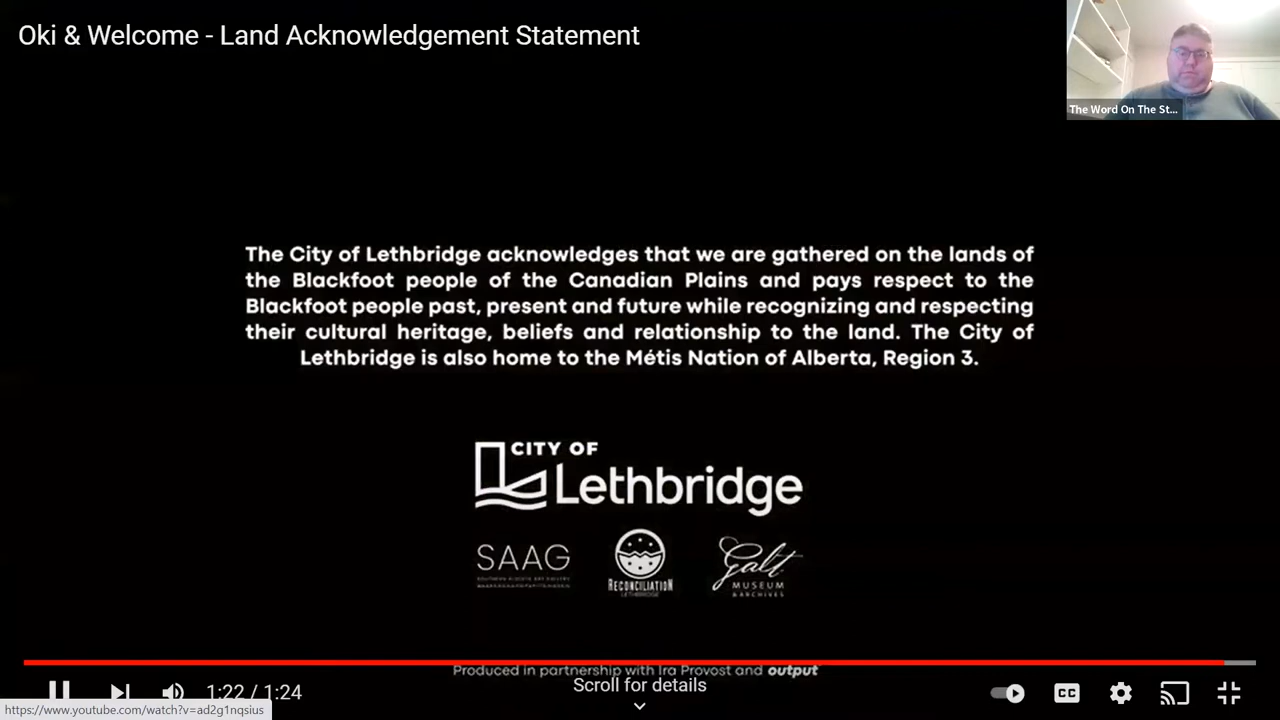 Oki & Welcome - Land Acknowledgement Statement
The Word On The St...
The City of Lethbridge acknowledges that we are gathered on the lands of
the Blackfoot people of the Canadian Plains and pays respect to the
Blackfoot people past, present and future while recognizing and respecting
their cultural heritage, beliefs and relationship to the land. The City of
Lethbridge is also home to the Métis Nation of Alberta, Region 3.
CITY OF
Lethbridge
SAAG
RECONCILIATION
LETHBRIDGE
Galt
MUSEUM
& ARCHIVES
Produced in partnership with Ira Provost and output
Scroll for details
1:22 / 1:24
CC
https://www.youtube.com/watch?v=ad2g1nqsius